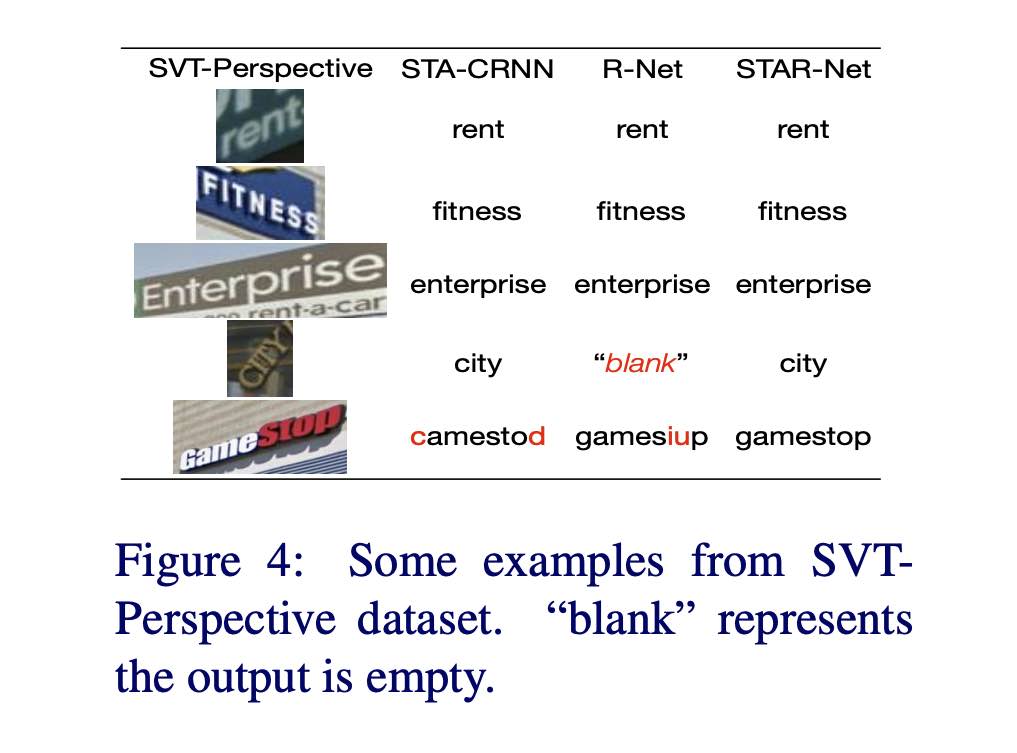 SVT-Perspective STA-CRNN R-Net STAR-Net
rent- rent rent rent
FITNESS fitness fitness fitness
Enterprise enterprise enterprise enterprise
rent-a-car
CITY city “blank” city
GameStop camestod gamesiup gamestop
Figure 4: Some examples from SVT-
Perspective dataset. “blank” represents
the output is empty.